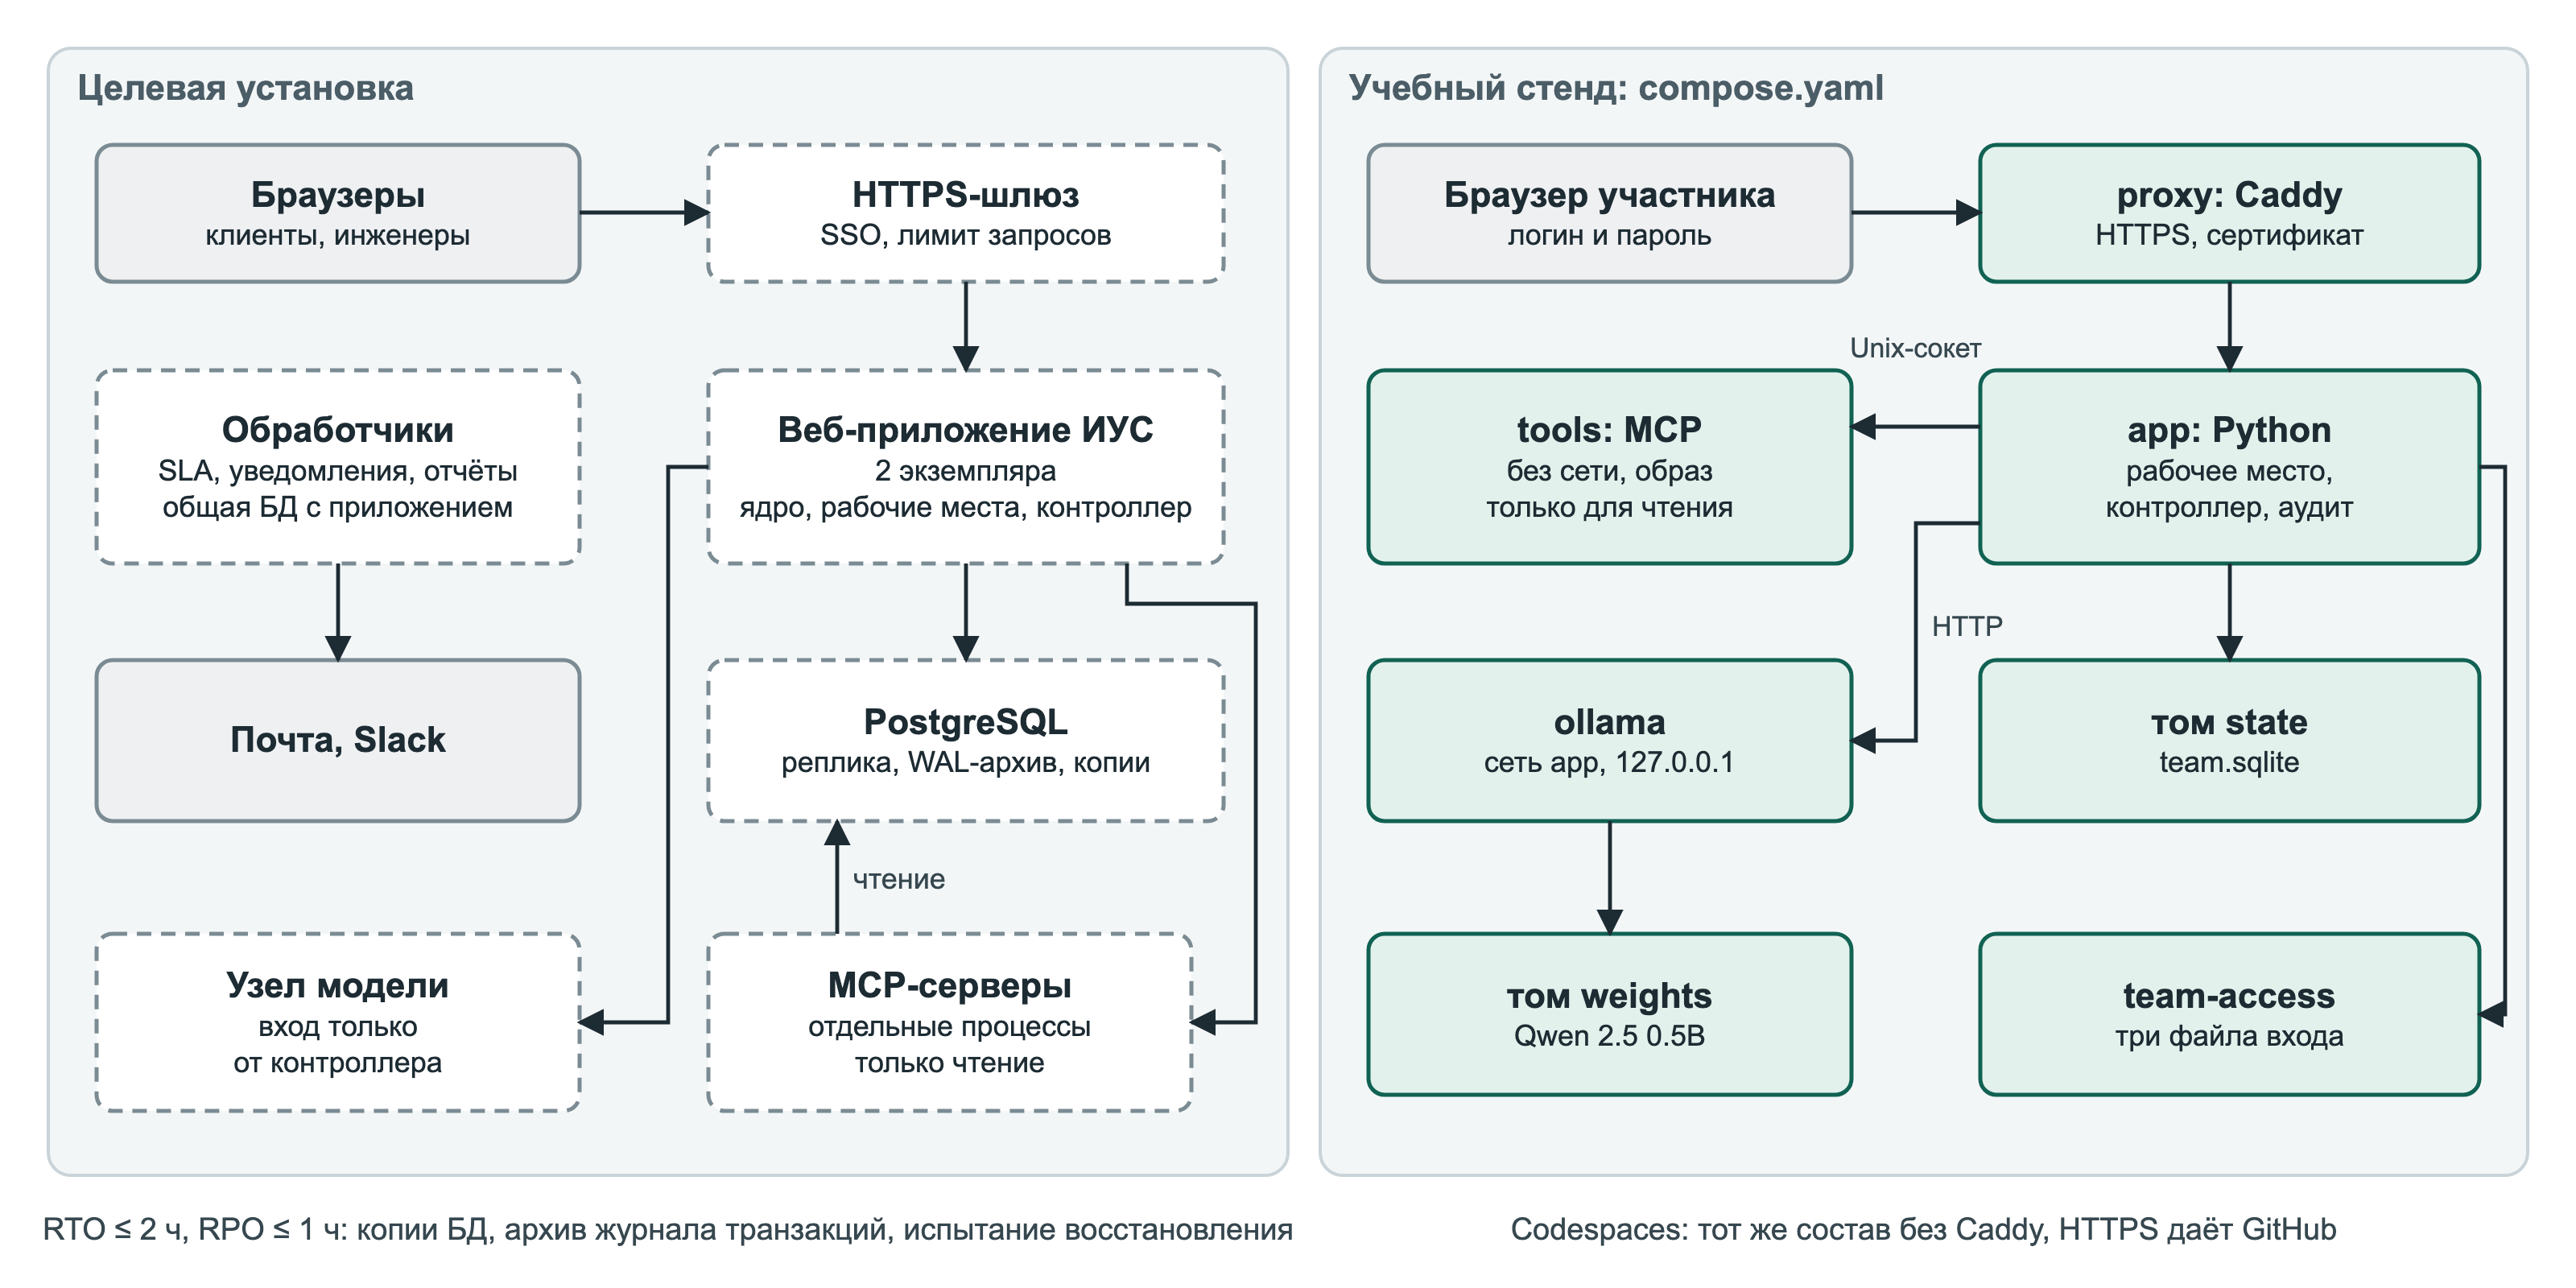 Целевая установка
Браузеры
клиенты, инженеры
HTTPS-шлюз
SSO, лимит запросов
Обработчики
SLA, уведомления, отчёты
общая БД с приложением
Веб-приложение ИУС
2 экземпляра
ядро, рабочие места, контроллер
Почта, Slack
PostgreSQL
реплика, WAL-архив, копии
чтение
Узел модели
вход только
от контроллера
MCP-серверы
отдельные процессы
только чтение
RTO ≤ 2 ч, RPO ≤ 1 ч: копии БД, архив журнала транзакций, испытание восстановления
Учебный стенд: compose.yaml
Браузер участника
логин и пароль
proxy: Caddy
HTTPS, сертификат
Unix-сокет
tools: MCP
без сети, образ
только для чтения
app: Python
рабочее место,
контроллер, аудит
HTTP
ollama
сеть app, 127.0.0.1
том state
team.sqlite
том weights
Qwen 2.5 0.5B
team-access
три файла входа
Codespaces: тот же состав без Caddy, HTTPS даёт GitHub